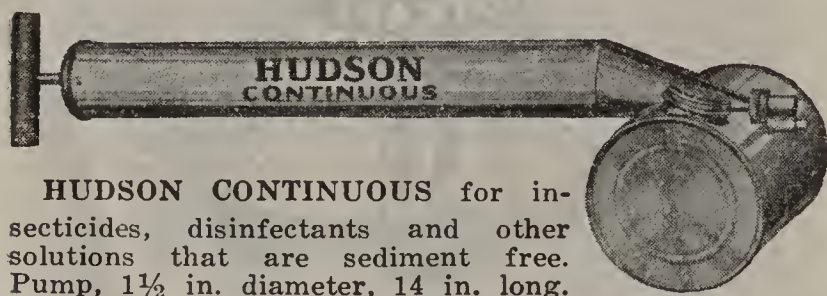 HUDSON
CONTINUOUS
HUDSON CONTINUOUS for in-
secticides, disinfectants and other
solutions that are sediment free.
Pump, 1½ in. diameter, 14 in. long.